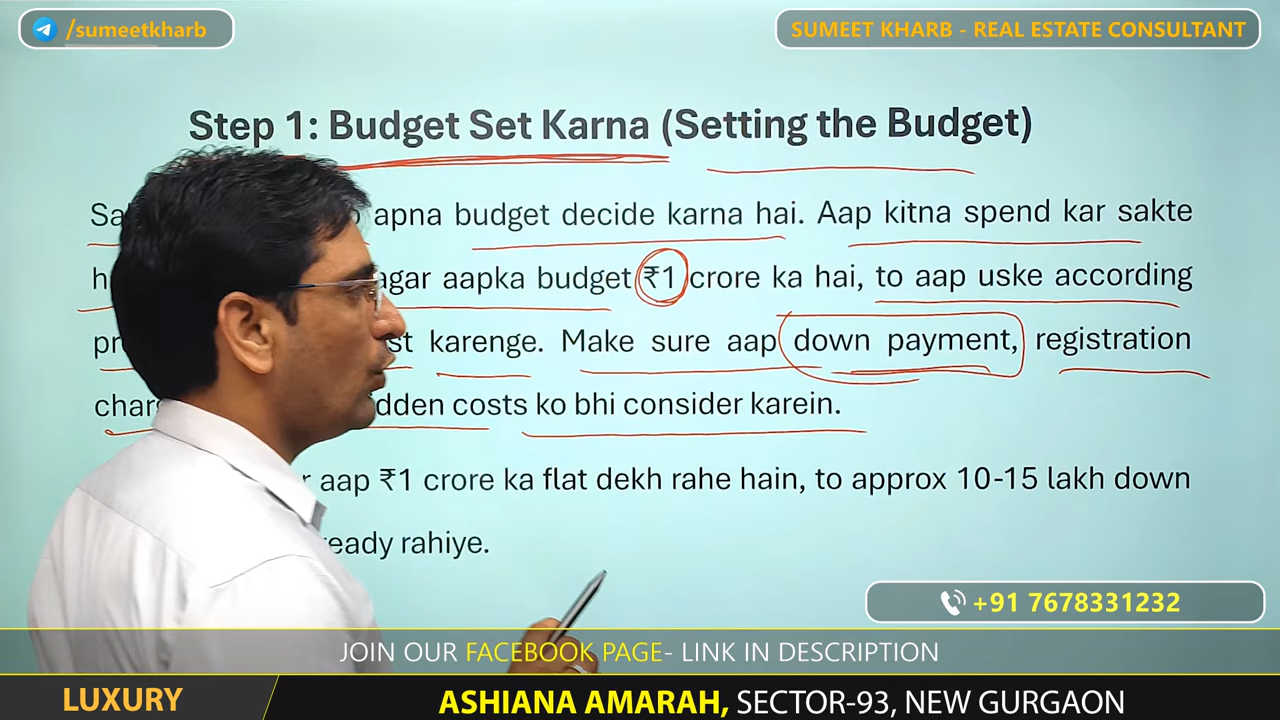 /sumeetkharb
SUMEET KHARB - REAL ESTATE CONSULTANT
Step 1: Budget Set Karna (Setting the Budget)
apna budget decide karna hai. Aap kitna spend kar sakte
agar aapka budget ₹1 crore ka hai, to aap uske according
karenge. Make sure aap down payment, registration
costs ko bhi consider karein.
aap ₹1 crore ka flat dekh rahe hain, to approx 10-15 lakh down
rahiye.
+91 7678331232
JOIN OUR FACEBOOK PAGE- LINK IN DESCRIPTION
LUXURY
ASHIANA AMARAH, SECTOR-93, NEW GURGAON